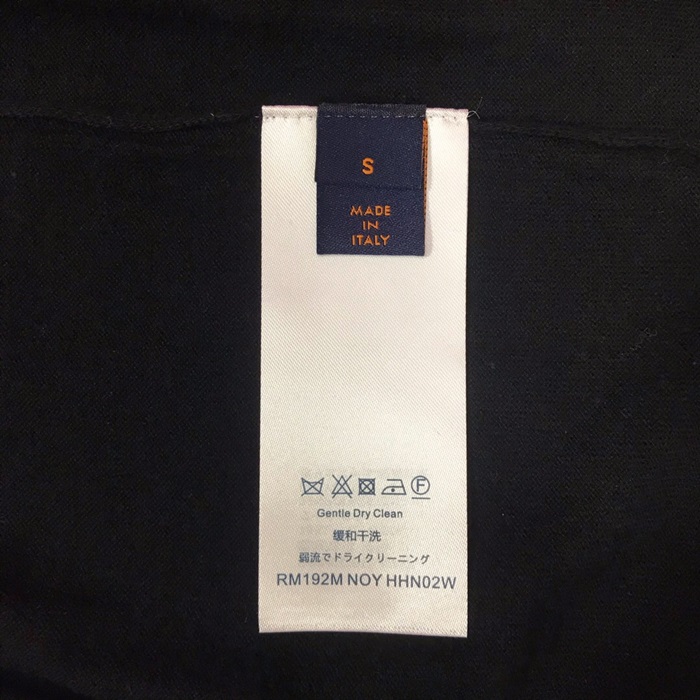 S
MADE
IN
ITALY
F
Gentle Dry Clean
缓和干洗
弱流でドライクリーニング
RM192M NOY HHN02W